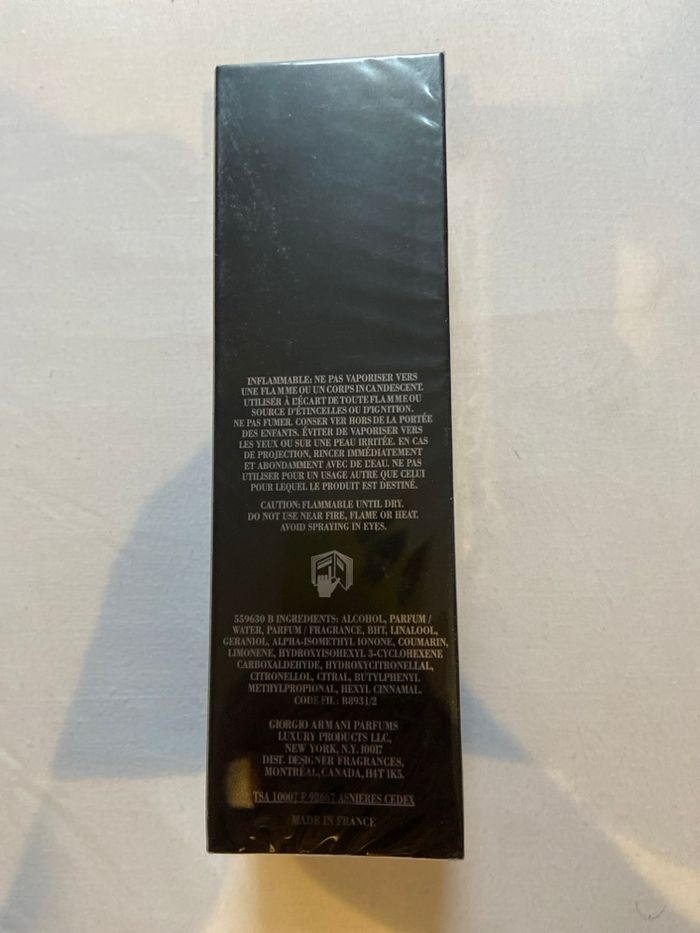 INFLAMMABLE: NE PAS VAPORISER VERS
UNE FLAMME OU UN CORPS INCANDESCENT.
UTILISER À L'ÉCART DE TOUTE FLAMME OU
SOURCE D'ÉTINCELLES OU D'IGNITION.
NE PAS FUMER. CONSER VER HORS DE LA PORTÉE
DES ENFANTS. ÉVITER DE VAPORISER VERS
LES YEUX OU SUR UNE PEAU IRRITÉE. EN CAS
DE PROJECTION, RINCER IMMÉDIATEMENT
ET ABONDAMMENT AVEC DE L'EAU. NE PAS
UTILISER POUR UN USAGE AUTRE QUE CELUI
POUR LEQUEL LE PRODUIT EST DESTINÉ.
CAUTION: FLAMMABLE UNTIL DRY.
DO NOT USE NEAR FIRE, FLAME OR HEAT.
AVOID SPRAYING IN EYES.
559630 B INGREDIENTS: ALCOHOL, PARFUM /
WATER, PARFUM / FRAGRANCE, BHT, LINALOOL,
GERANIOL, ALPHA-ISOMETHYL IONONE, COUMARIN,
LIMONENE, HYDROXYISOHEXYL 3-CYCLOHEXENE
CARBOXALDEHYDE, HYDROXYCITRONELLAL,
CITRONELLOL, CITRAL, BUTYLPHENYL
METHYLPROPIONAL, HEXYL CINNAMAL.
CODE FIL : B8931/2
GIORGIO ARMANI PARFUMS
LUXURY PRODUCTS LLC,
NEW YORK, N.Y. 10017
DIST. DESIGNER FRAGRANCES,
MONTRÉAL, CANADA, H4T 1K5.
TSA 10007 F 92667 ASNIERES CEDEX
MADE IN FRANCE